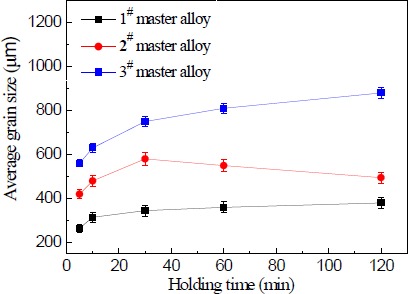 1# master alloy
2# master alloy
3# master alloy
Average grain size (μm)
1200
1000
800
600
400
200
0 20 40 60 80 100 120
Holding time (min)